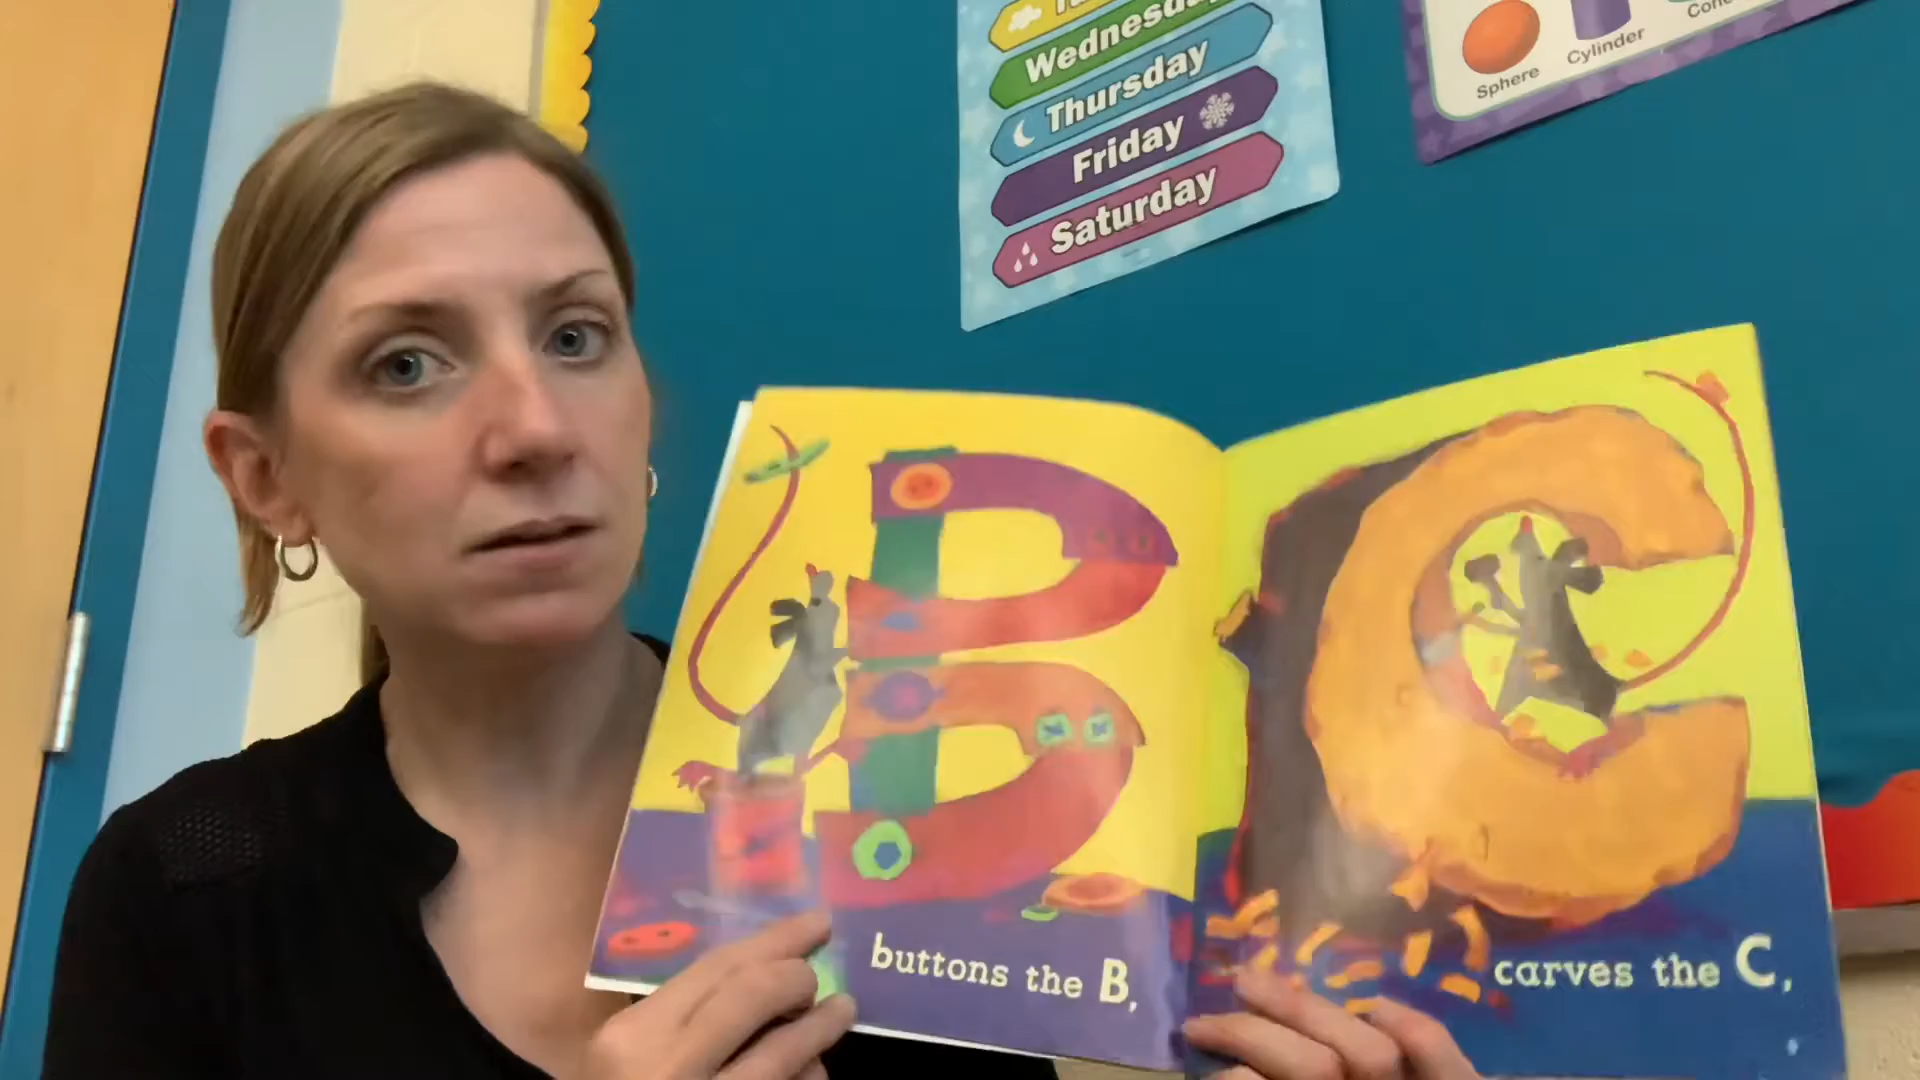 Wednesday
Thursday
Friday
Saturday
Sphere
Cylinder
buttons the B,
carves the C,